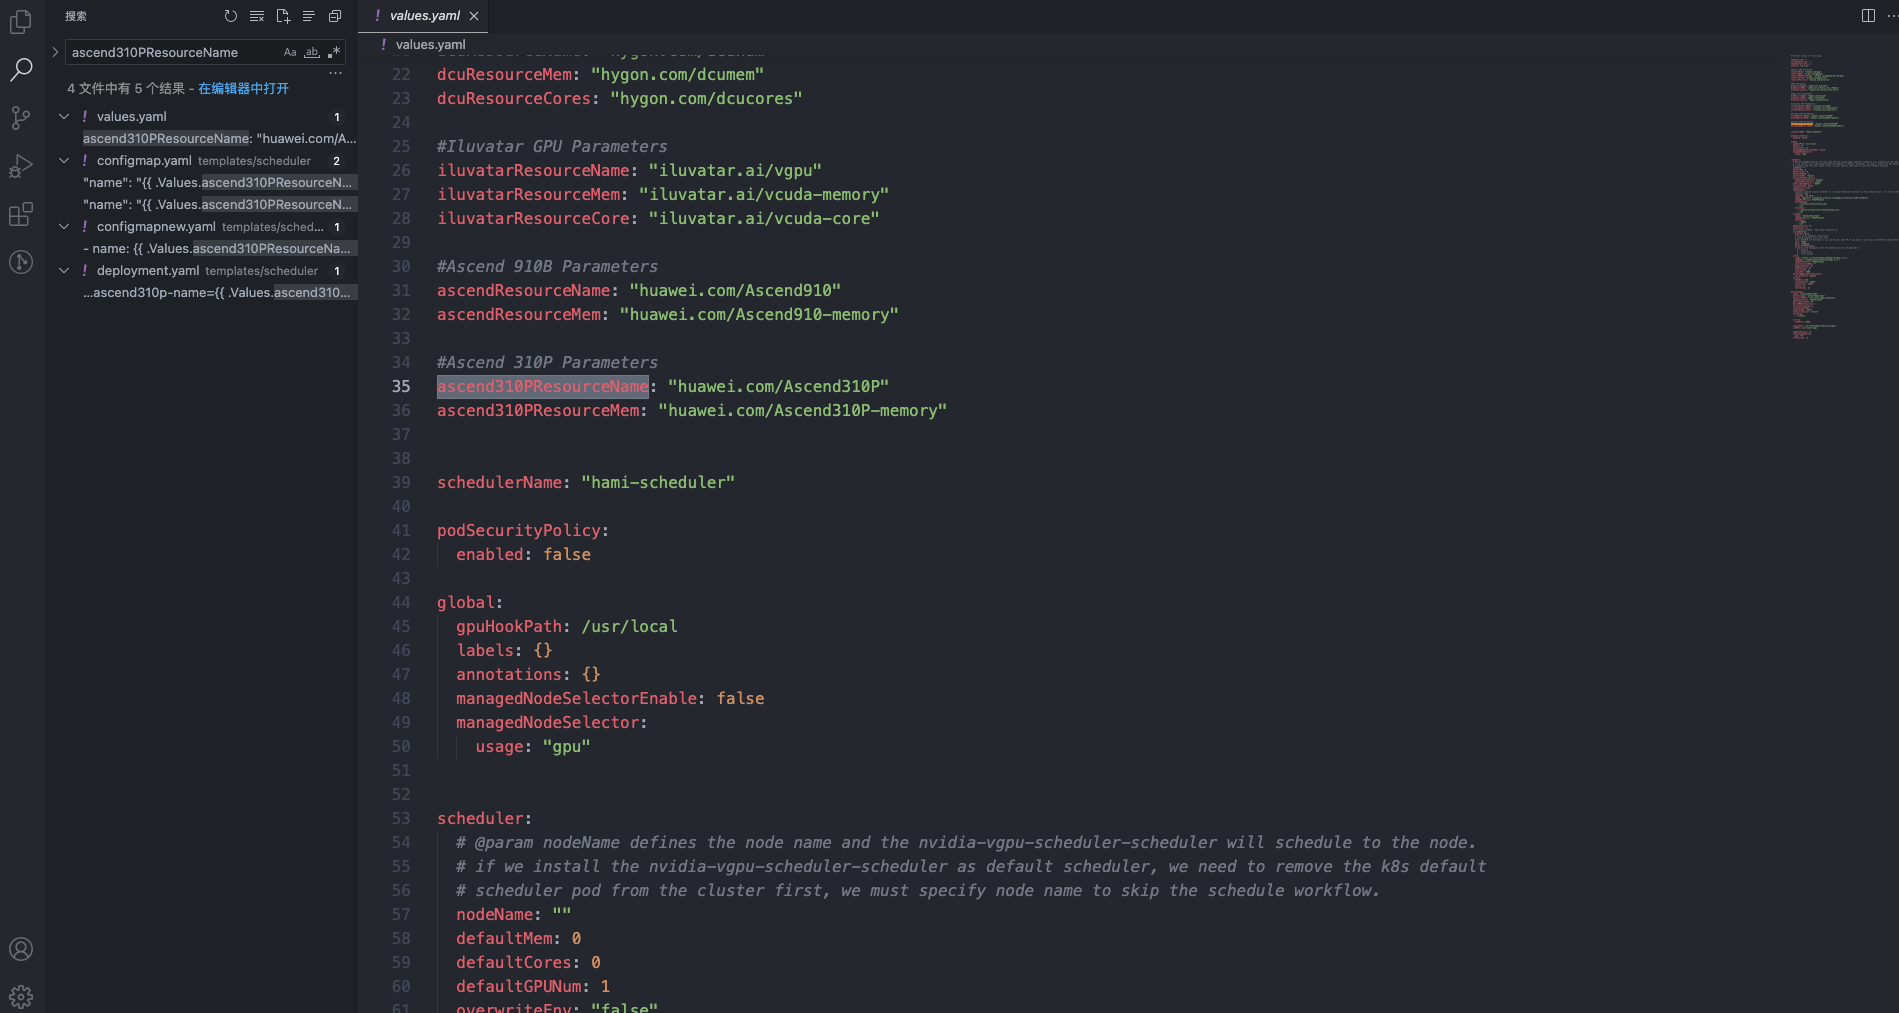 搜索
ascend310PResourceName
Aa ab .*
4 文件中有 5 个结果 - 在编辑器中打开
! values.yaml 1
ascend310PResourceName: "huawei.com/A...
! configmap.yaml templates/scheduler 2
"name": "{{ .Values.ascend310PResourceN...
"name": "{{ .Values.ascend310PResourceN...
! configmapnew.yaml templates/sched... 1
- name: {{ .Values.ascend310PResourceNa...
! deployment.yaml templates/scheduler 1
...ascend310p-name={{ .Values.ascend310...
! values.yaml
! values.yaml
22 dcuResourceMem: "hygon.com/dcumem"
23 dcuResourceCores: "hygon.com/dcucores"
24
25 #Iluvatar GPU Parameters
26 iluvatarResourceName: "iluvatar.ai/vgpu"
27 iluvatarResourceMem: "iluvatar.ai/vcuda-memory"
28 iluvatarResourceCore: "iluvatar.ai/vcuda-core"
29
30 #Ascend 910B Parameters
31 ascendResourceName: "huawei.com/Ascend910"
32 ascendResourceMem: "huawei.com/Ascend910-memory"
33
34 #Ascend 310P Parameters
35 ascend310PResourceName: "huawei.com/Ascend310P"
36 ascend310PResourceMem: "huawei.com/Ascend310P-memory"
37
38
39 schedulerName: "hami-scheduler"
40
41 podSecurityPolicy:
42 enabled: false
43
44 global:
45 gpuHookPath: /usr/local
46 labels: {}
47 annotations: {}
48 managedNodeSelectorEnable: false
49 managedNodeSelector:
50 usage: "gpu"
51
52
53 scheduler:
54 # @param nodeName defines the node name and the nvidia-vgpu-scheduler-scheduler will schedule to the node.
55 # if we install the nvidia-vgpu-scheduler-scheduler as default scheduler, we need to remove the k8s default
56 # scheduler pod from the cluster first, we must specify node name to skip the schedule workflow.
57 nodeName: ""
58 defaultMem: 0
59 defaultCores: 0
60 defaultGPUNum: 1
61 overwriteEnv: "false"